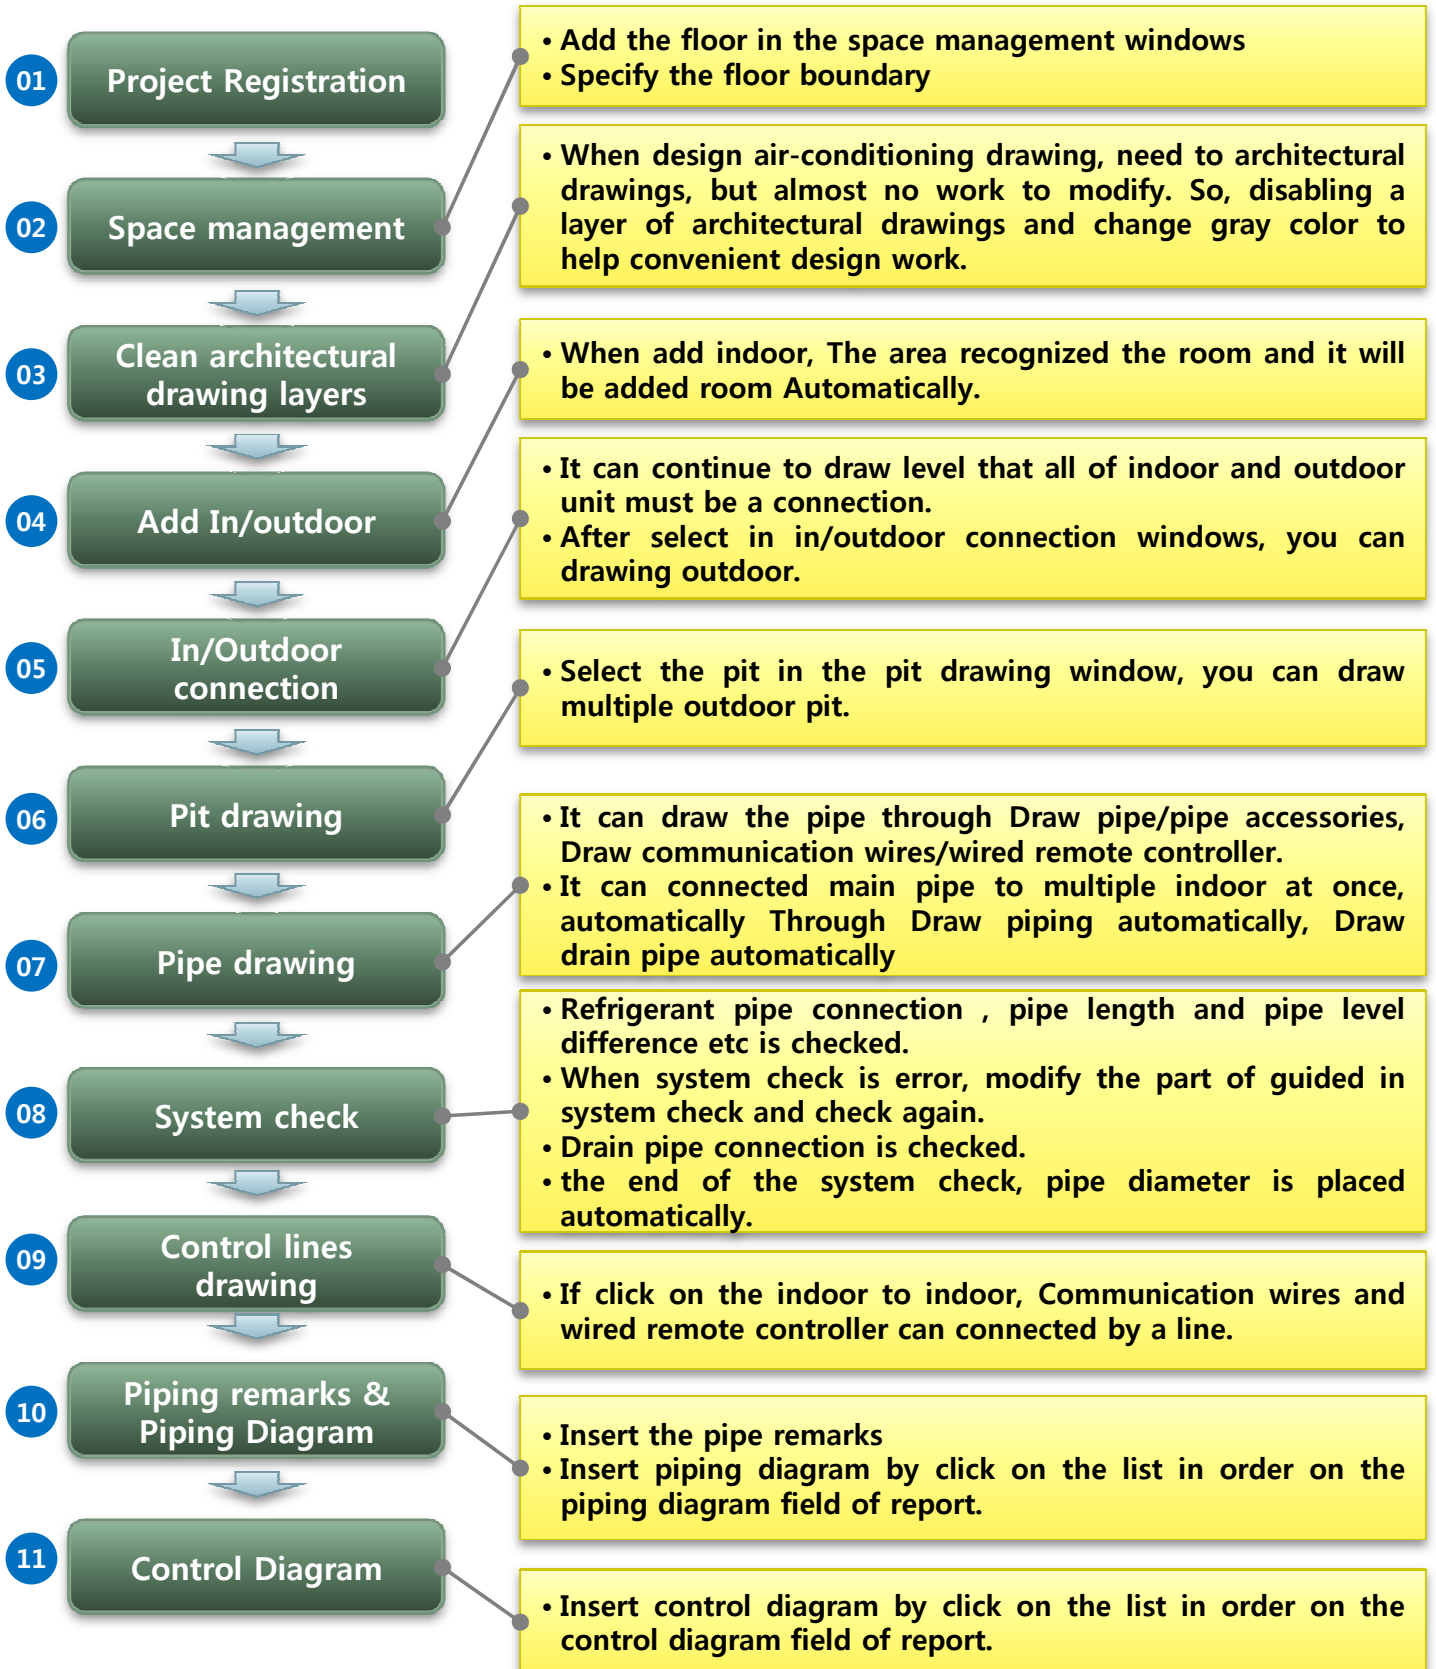 01
Project Registration
02
Space management
• Add the floor in the space management windows
• Specify the floor boundary
03
Clean architectural
drawing layers
• When design air-conditioning drawing, need to architectural
drawings, but almost no work to modify. So, disabling a
layer of architectural drawings and change gray color to
help convenient design work.
04
Add In/outdoor
• When add indoor, The area recognized the room and it will
be added room Automatically.
05
In/Outdoor
connection
• It can continue to draw level that all of indoor and outdoor
unit must be a connection.
• After select in in/outdoor connection windows, you can
drawing outdoor.
06
Pit drawing
• Select the pit in the pit drawing window, you can draw
multiple outdoor pit.
07
Pipe drawing
• It can draw the pipe through Draw pipe/pipe accessories,
Draw communication wires/wired remote controller.
• It can connected main pipe to multiple indoor at once,
automatically Through Draw piping automatically, Draw
drain pipe automatically
08
System check
• Refrigerant pipe connection , pipe length and pipe level
difference etc is checked.
• When system check is error, modify the part of guided in
system check and check again.
• Drain pipe connection is checked.
• the end of the system check, pipe diameter is placed
automatically.
09
Control lines
drawing
• If click on the indoor to indoor, Communication wires and
wired remote controller can connected by a line.
10
Piping remarks &
Piping Diagram
• Insert the pipe remarks
• Insert piping diagram by click on the list in order on the
piping diagram field of report.
11
Control Diagram
• Insert control diagram by click on the list in order on the
control diagram field of report.